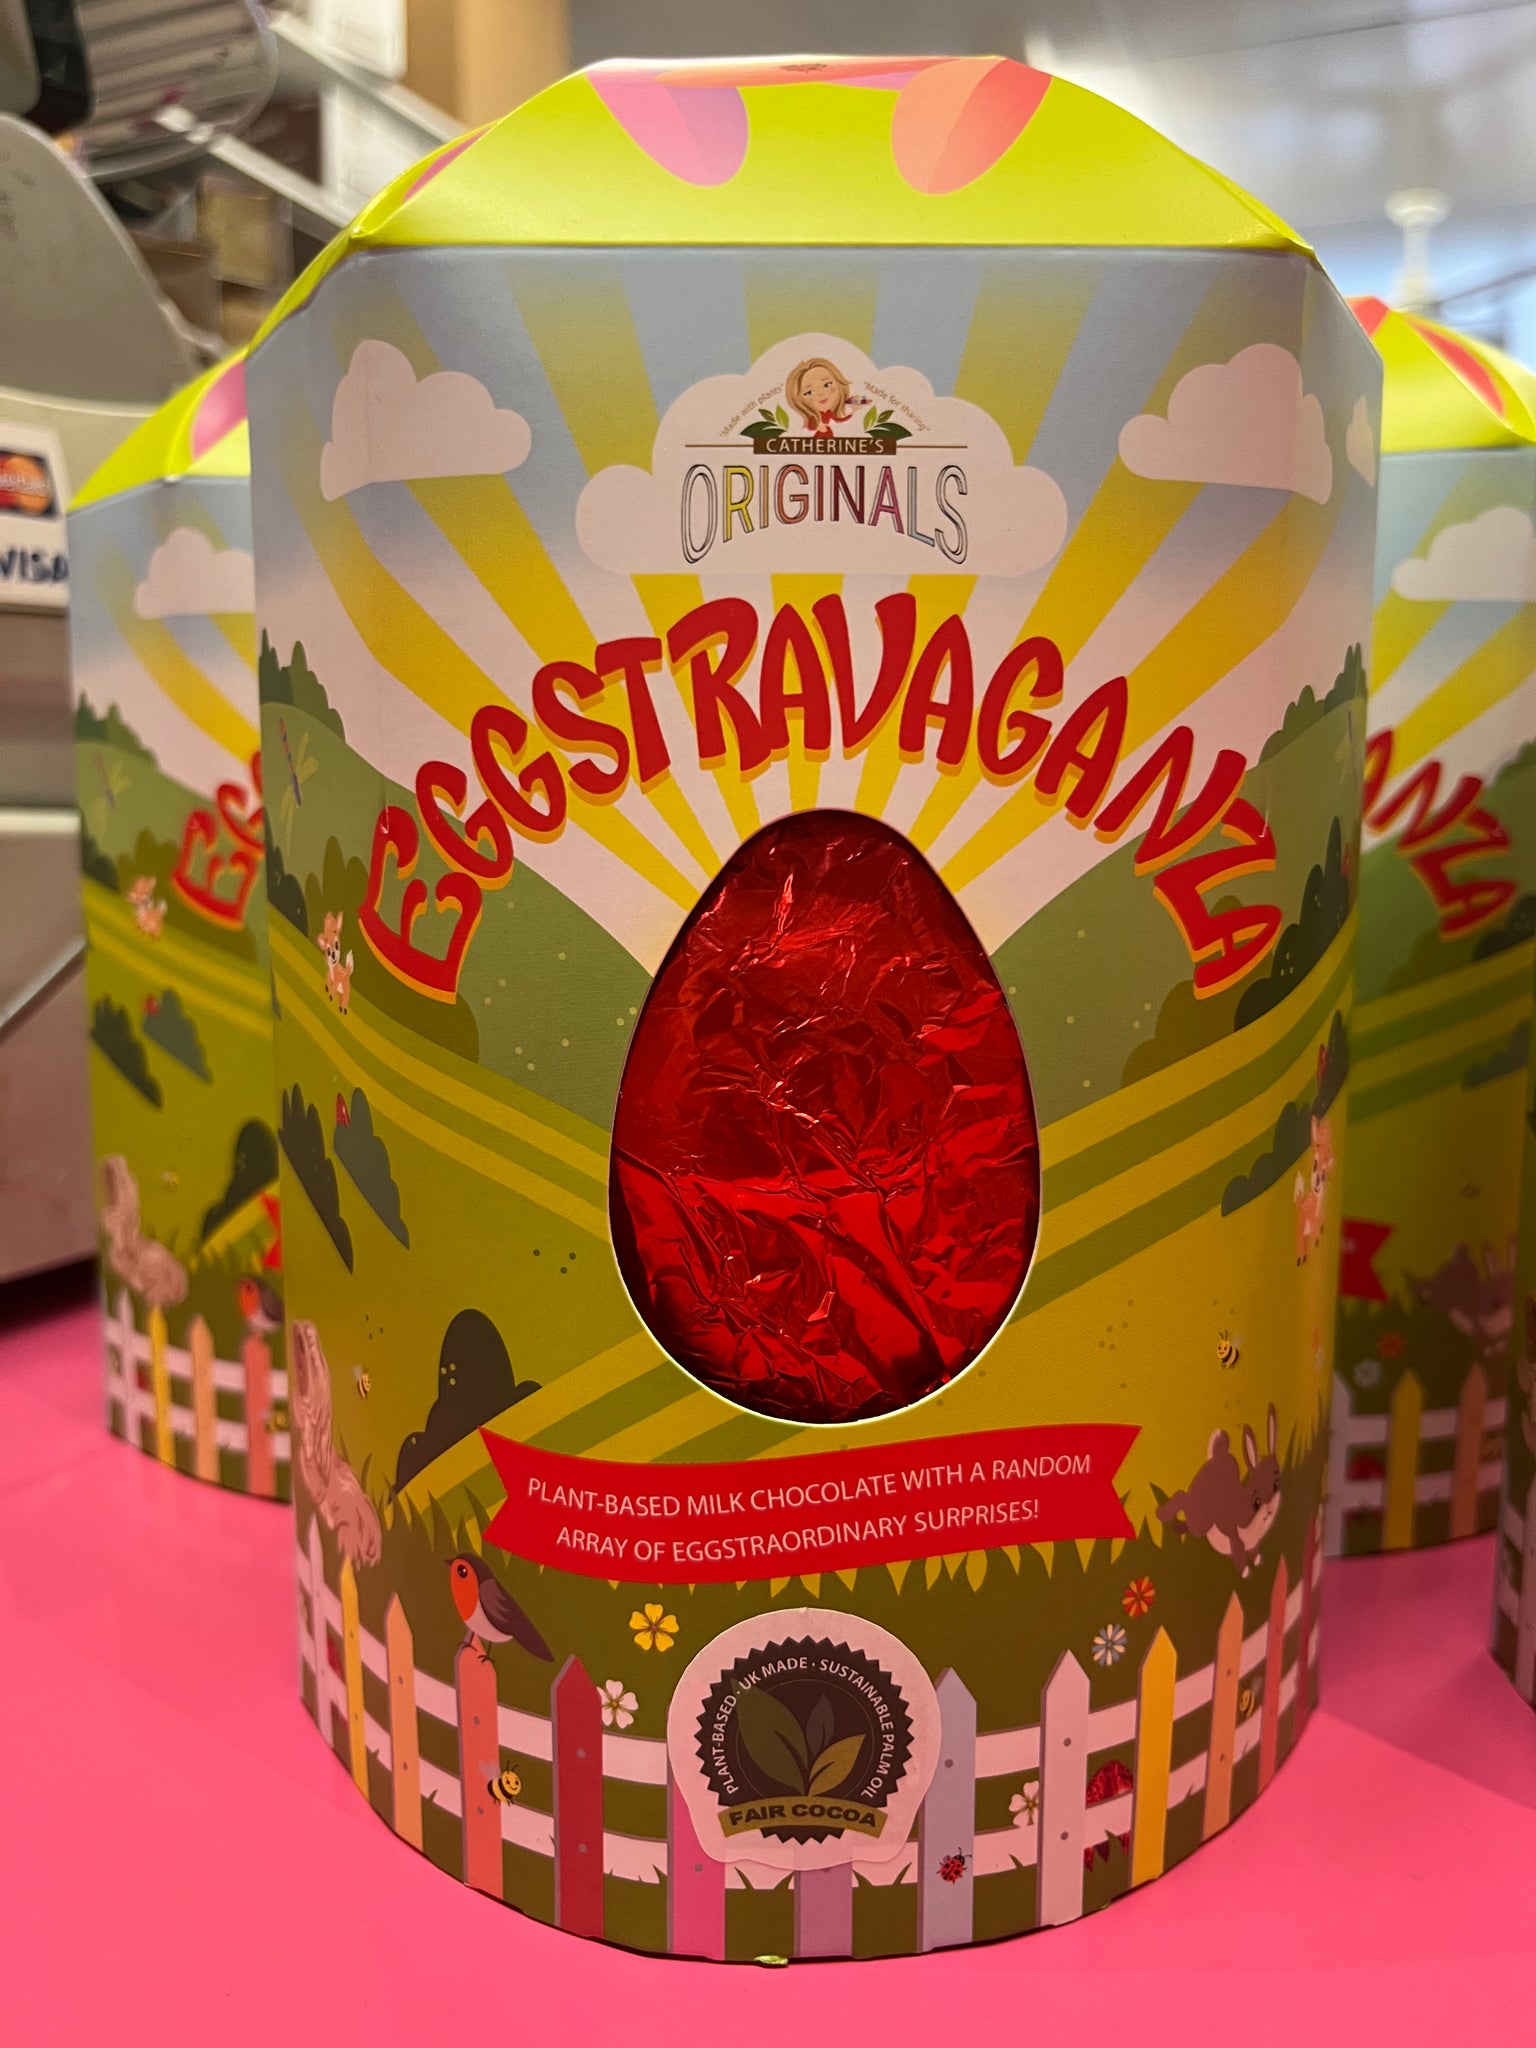 "Made with plants"
"Made for sharing"
CATHERINE'S
ORIGINALS
EGGSTRAVAGANZA
PLANT-BASED MILK CHOCOLATE WITH A RANDOM
ARRAY OF EGGSTRAORDINARY SURPRISES!
PLANT-BASED · UK MADE · SUSTAINABLE PALM OIL
FAIR COCOA
VISA